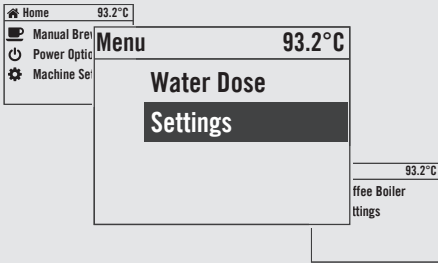 Home 93.2°C
Manual Brew
Power Optio
Machine Set
Menu 93.2°C
Water Dose
Settings
93.2°C
ffee Boiler
ttings